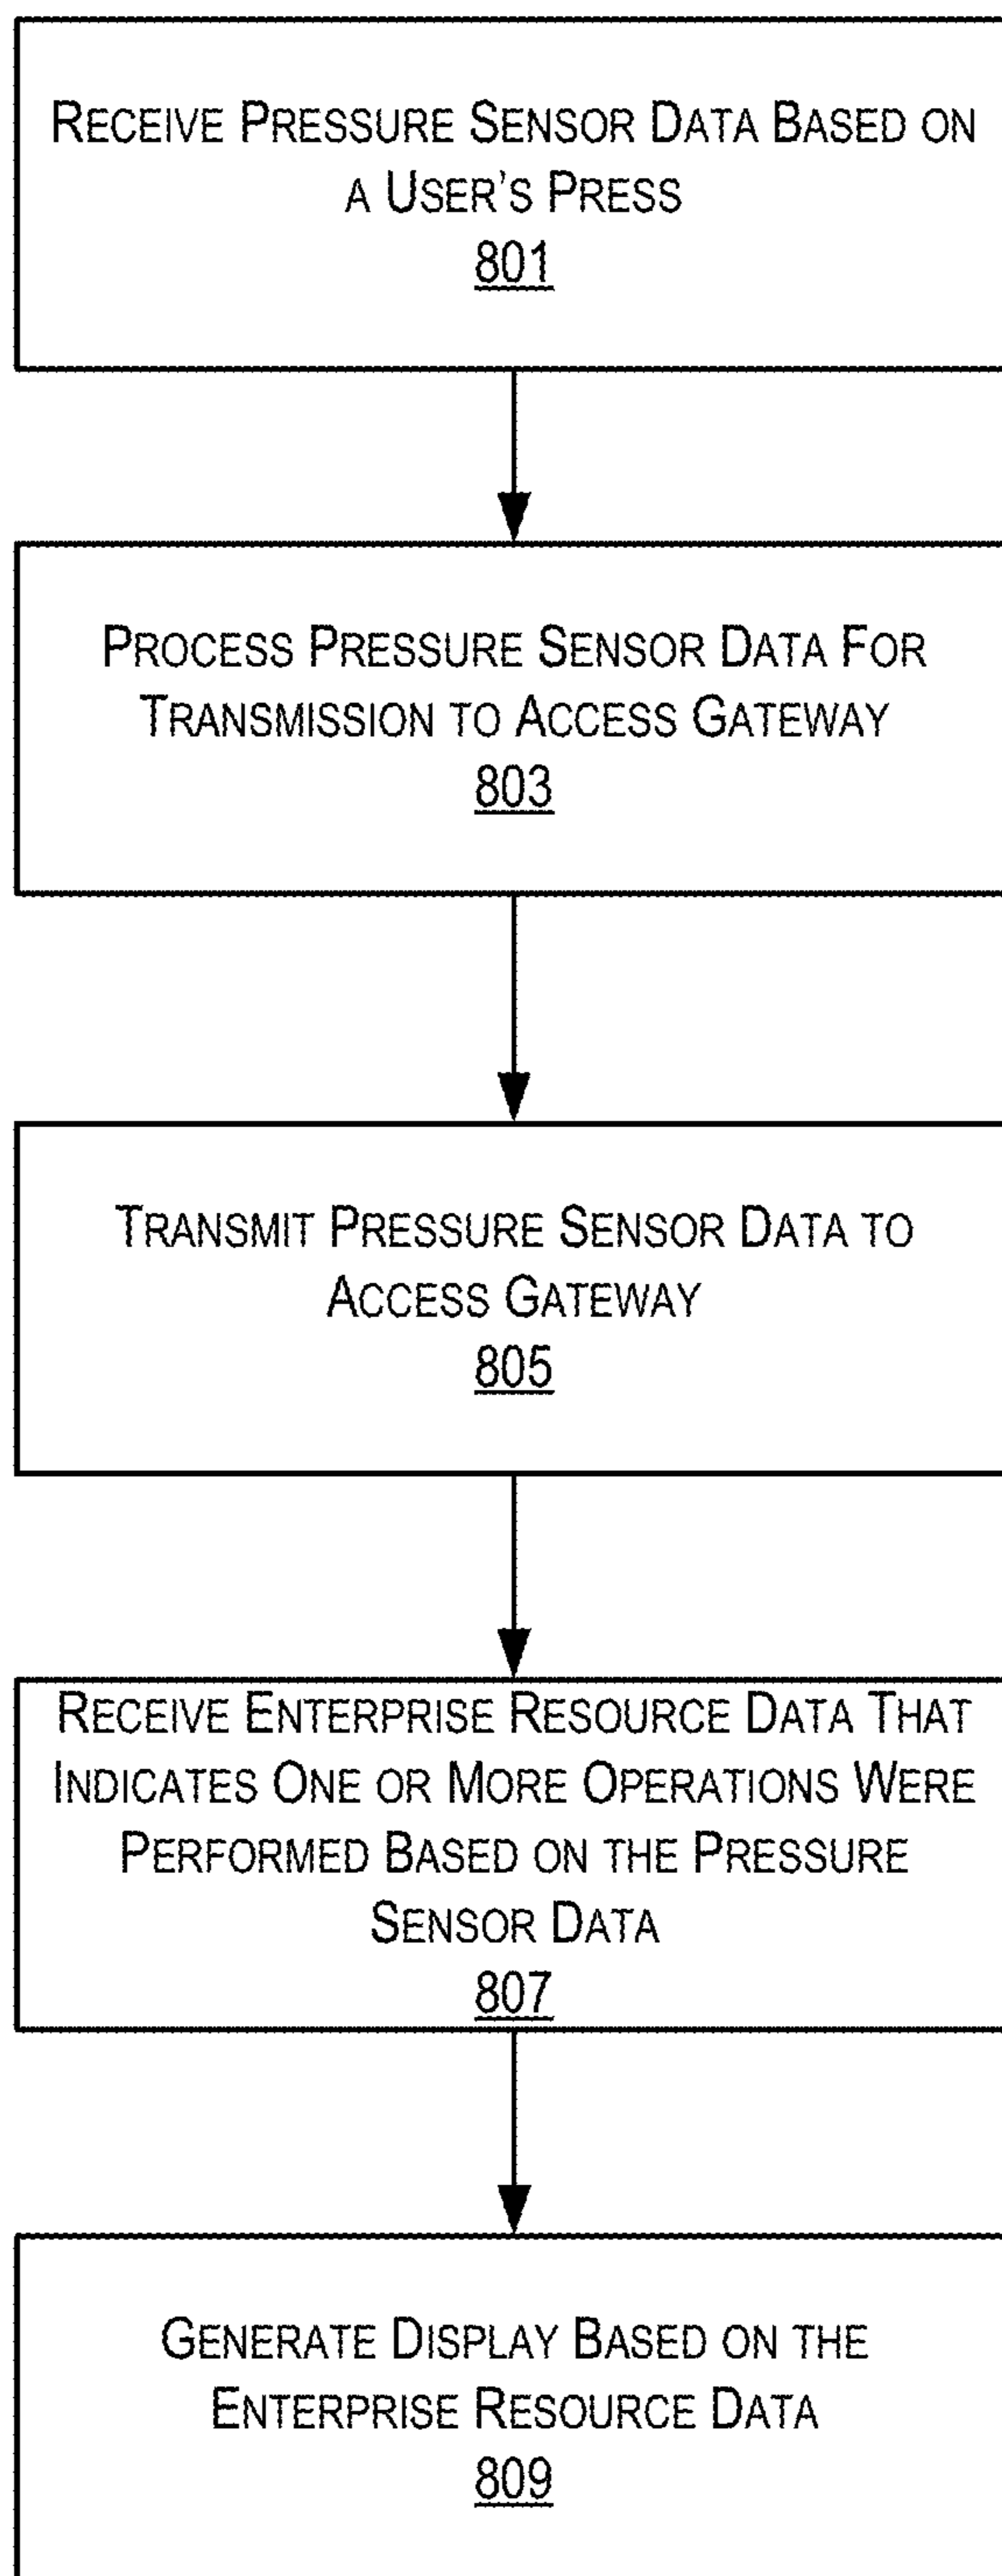 RECEIVE PRESSURE SENSOR DATA BASED ON
A USER'S PRESS
801
PROCESS PRESSURE SENSOR DATA FOR
TRANSMISSION TO ACCESS GATEWAY
803
TRANSMIT PRESSURE SENSOR DATA TO
ACCESS GATEWAY
805
RECEIVE ENTERPRISE RESOURCE DATA THAT
INDICATES ONE OR MORE OPERATIONS WERE
PERFORMED BASED ON THE PRESSURE
SENSOR DATA
807
GENERATE DISPLAY BASED ON THE
ENTERPRISE RESOURCE DATA
809